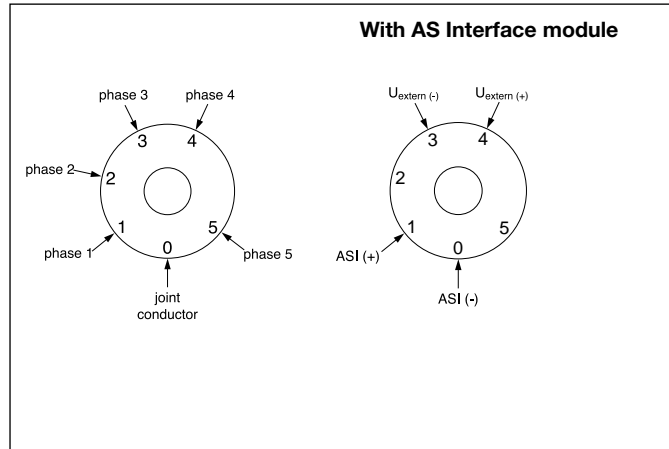 With AS Interface module
phase 3
phase 4
phase 2
3
4
2
1
5
0
phase 1
phase 5
joint
conductor
Uextern (-)
Uextern (+)
3
4
2
1
5
0
ASI (+)
ASI (-)